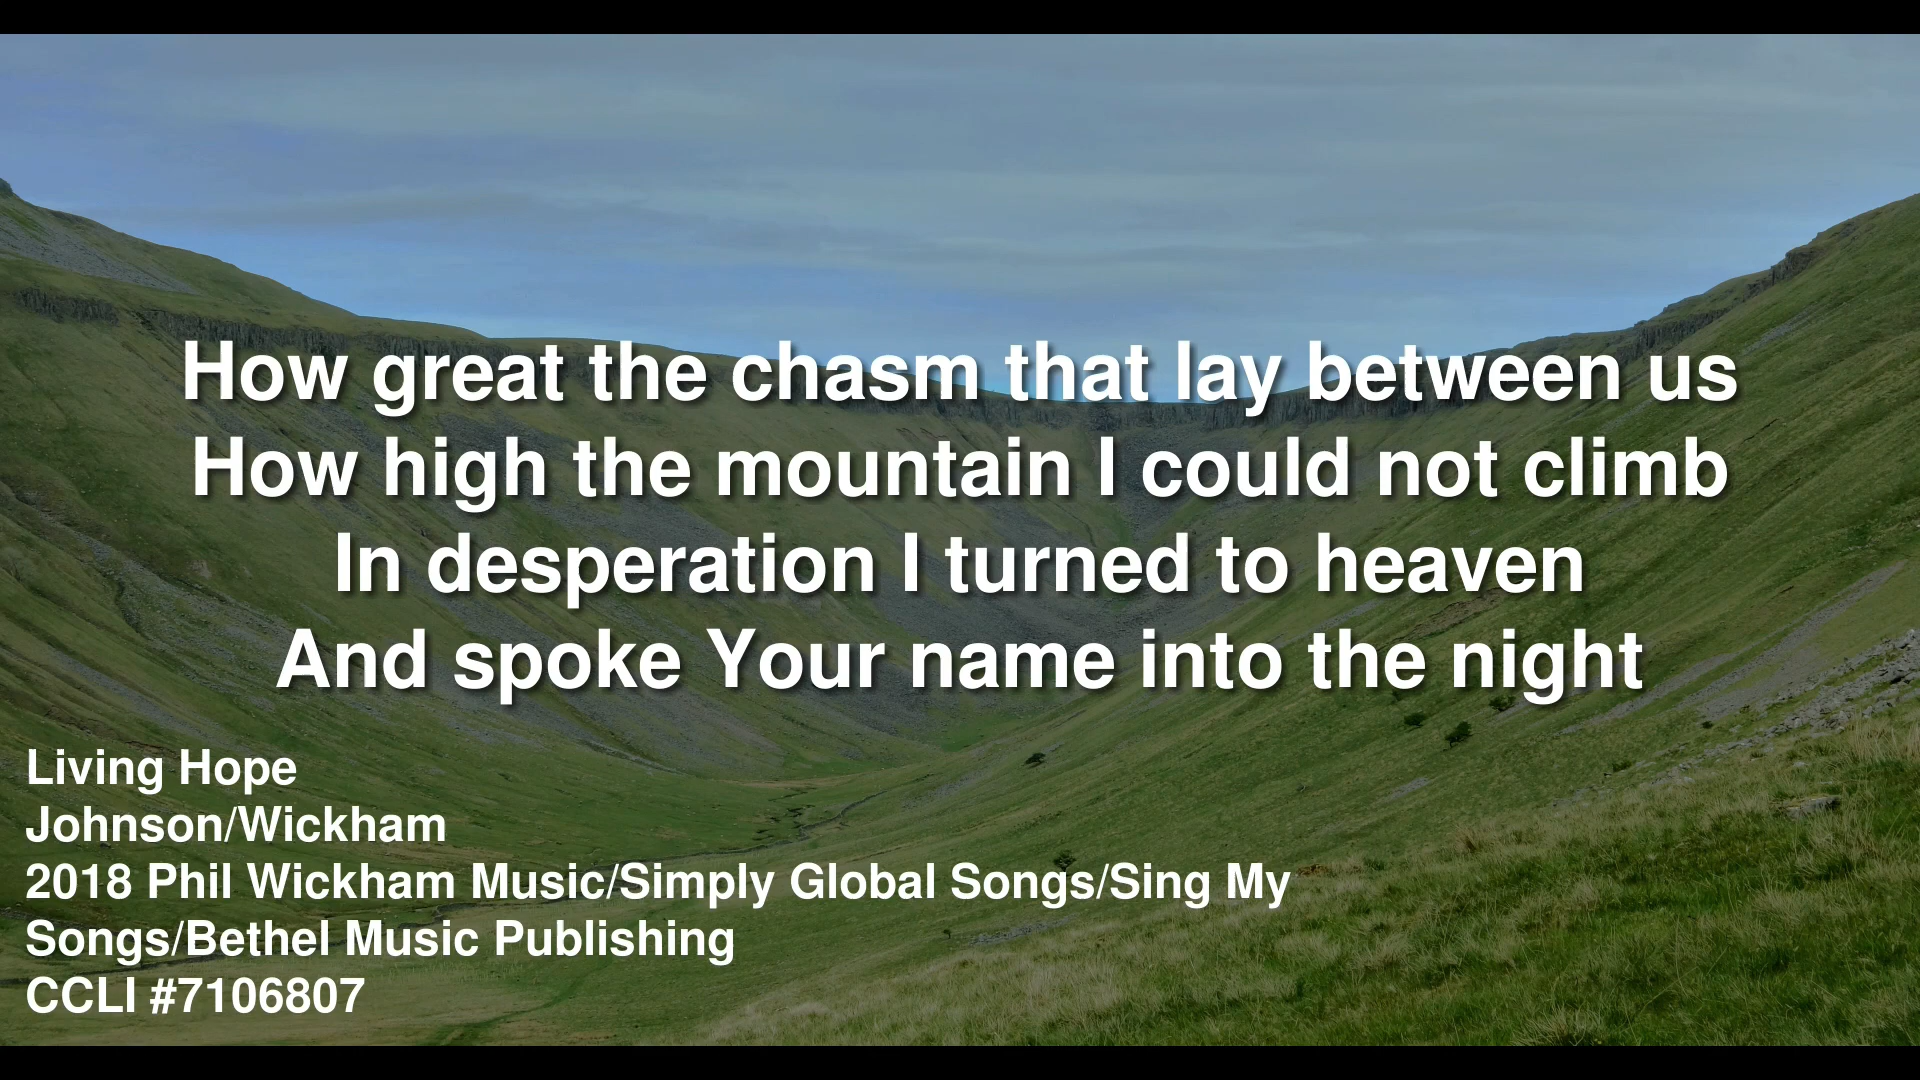 How great the chasm that lay between us
How high the mountain I could not climb
In desperation I turned to heaven
And spoke Your name into the night
Living Hope
Johnson/Wickham
2018 Phil Wickham Music/Simply Global Songs/Sing My
Songs/Bethel Music Publishing
CCLI #7106807